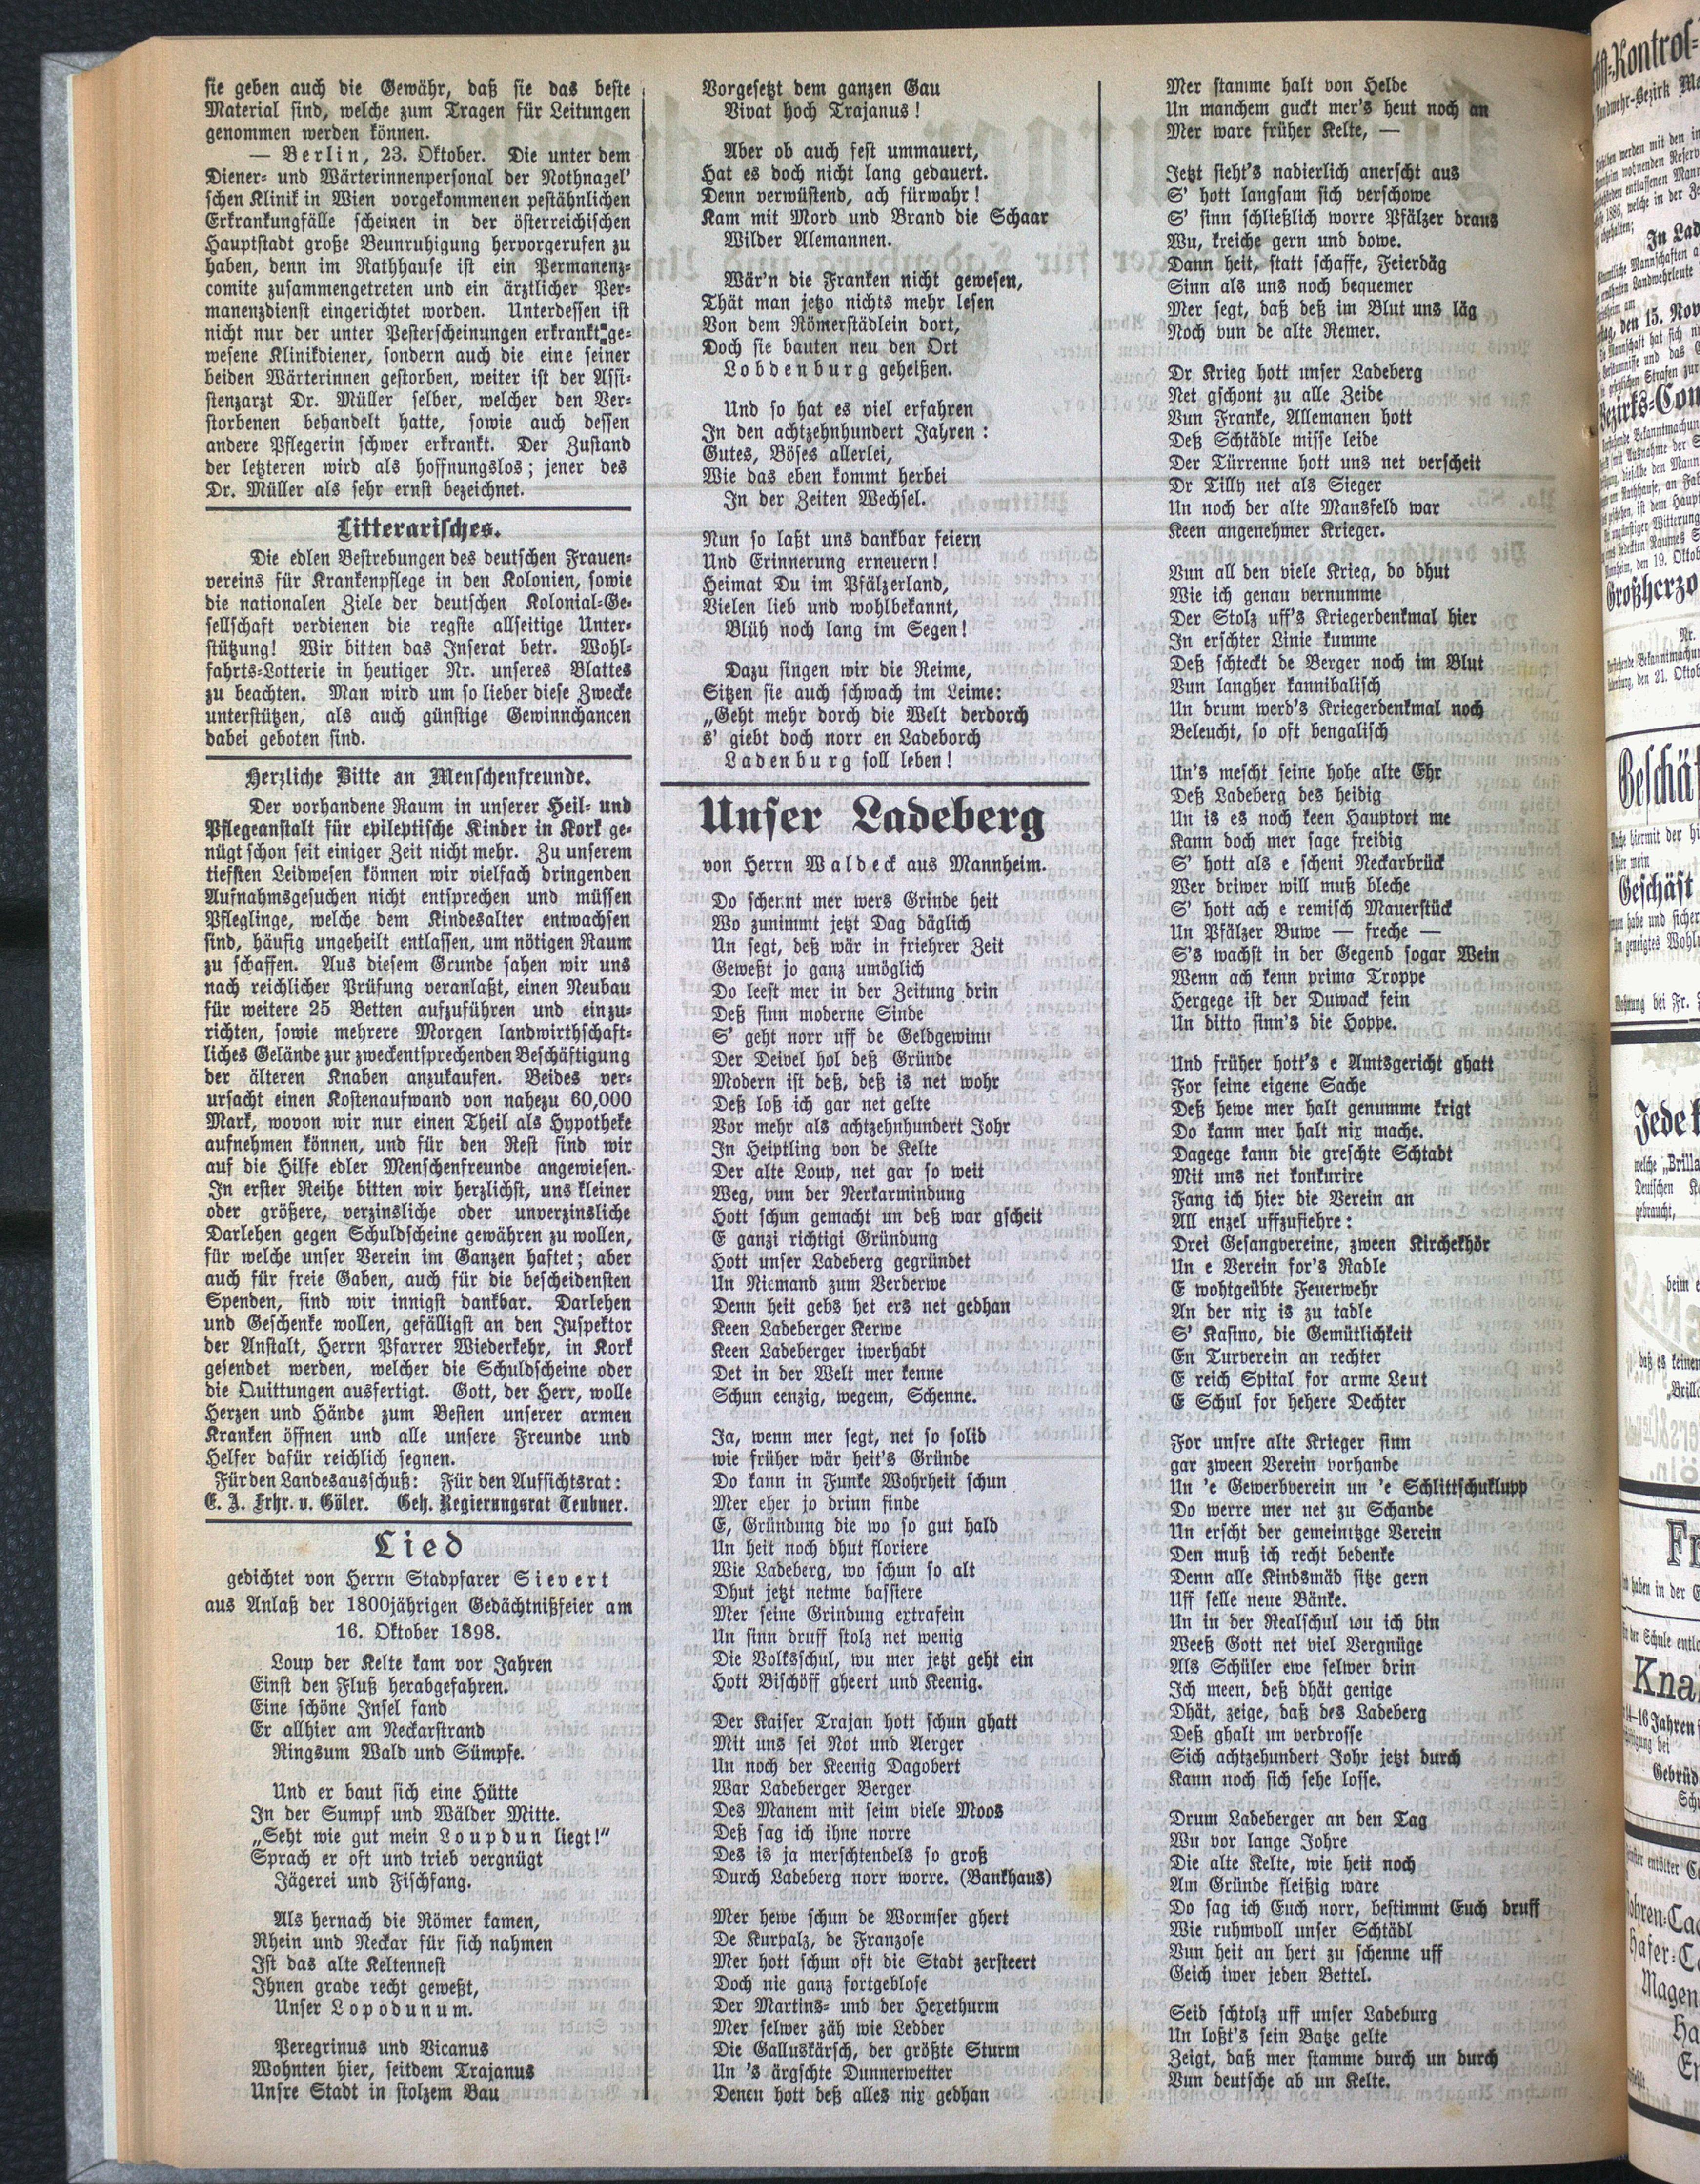 sie geben auch die Gewähr, daß sie das beste
Material sind, welche zum Tragen für Leitungen
genommen werden können.
— Berlin, 23. Oktober. Die unter dem
Diener- und Wärterinnenpersonal der Nothnagel'
schen Klinik in Wien vorgekommenen pestähnlichen
Erkrankungfälle scheinen in der österreichischen
Hauptstadt große Beunruhigung hervorgerufen zu
haben, denn im Rathhause ist ein Permanenz-
comite zusammengetreten und ein ärztlicher Per-
manenzdienst eingerichtet worden. Unterdessen ist
nicht nur der unter Pesterscheinungen erkrankt ge-
wesene Klinikdiener, sondern auch die eine seiner
beiden Wärterinnen gestorben, weiter ist der Assi-
stenzarzt Dr. Müller selber, welcher den Ver-
storbenen behandelt hatte, sowie auch dessen
andere Pflegerin schwer erkrankt. Der Zustand
der letzteren wird als hoffnungslos; jener des
Dr. Müller als sehr ernst bezeichnet.
Litterarisches.
Die edlen Bestrebungen des deutschen Frauen-
vereins für Krankenpflege in den Kolonien, sowie
die nationalen Ziele der deutschen Kolonial-Ge-
sellschaft verdienen die regste allseitige Unter-
stützung! Wir bitten das Inserat betr. Wohl-
fahrts-Lotterie in heutiger Nr. unseres Blattes
zu beachten. Man wird um so lieber diese Zwecke
unterstützen, als auch günstige Gewinnchancen
dabei geboten sind.
Herzliche Bitte an Menschenfreunde.
Der vorhandene Raum in unserer Heil- und
Pflegeanstalt für epileptische Kinder in Kork ge-
nügt schon seit einiger Zeit nicht mehr. Zu unserem
tiefsten Leidwesen können wir vielfach dringenden
Aufnahmsgesuchen nicht entsprechen und müssen
Pfleglinge, welche dem Kindesalter entwachsen
sind, häufig ungeheilt entlassen, um nötigen Raum
zu schaffen. Aus diesem Grunde sahen wir uns
nach reichlicher Prüfung veranlaßt, einen Neubau
für weitere 25 Betten aufzuführen und einzu-
richten, sowie mehrere Morgen landwirthschaft-
liches Gelände zur zweckentsprechenden Beschäftigung
der älteren Knaben anzukaufen. Beides ver-
ursacht einen Kostenaufwand von nahezu 60,000
Mark, wovon wir nur einen Theil als Hypotheke
aufnehmen können, und für den Rest sind wir
auf die Hilfe edler Menschenfreunde angewiesen.
In erster Reihe bitten wir herzlichst, uns kleiner
oder größere, verzinsliche oder unverzinsliche
Darlehen gegen Schuldscheine gewähren zu wollen,
für welche unser Verein im Ganzen haftet; aber
auch für freie Gaben, auch für die bescheidensten
Spenden, sind wir innigst dankbar. Darlehen
und Geschenke wollen, gefälligst an den Juspektor
der Anstalt, Herrn Pfarrer Wiederkehr, in Kork
gesendet werden, welcher die Schuldscheine oder
die Quittungen ausfertigt. Gott, der Herr, wolle
Herzen und Hände zum Besten unserer armen
Kranken öffnen und alle unsere Freunde und
Helfer dafür reichlich segnen.
Für den Landesausschuß: Für den Aufsichtsrat:
E. A. Frhr. v. Göler. Geh. Regierungsrat Teubner.
Lied
gedichtet von Herrn Stadpfarer Sievert
aus Anlaß der 1800jährigen Gedächtnißfeier am
16. Oktober 1898.
Loup der Kelte kam vor Jahren
Einst den Fluß herabgefahren.
Eine schöne Insel fand
Er allhier am Neckarstrand
Ringsum Wald und Sümpfe.
Und er baut sich eine Hütte
In der Sumpf und Wälder Mitte.
„Seht wie gut mein Loupdun liegt!"
Sprach er oft und trieb vergnügt
Jägerei und Fischfang.
Als hernach die Römer kamen,
Rhein und Neckar für sich nahmen
Ist das alte Keltennest
Ihnen grade recht geweßt,
Unser Lopodunum.
Peregrinus und Vicanus
Wohnten hier, seitdem Trajanus
Unsre Stadt in stolzem Bau
Vorgesetzt dem ganzen Gau
Vivat hoch Trajanus!
Aber ob auch fest ummauert,
Hat es doch nicht lang gedauert.
Denn verwüstend, ach fürwahr!
Kam mit Mord und Brand die Schaar
Wilder Alemannen.
Wär'n die Franken nicht gewesen,
Thät man jetzo nichts mehr lesen
Von dem Römerstädlein dort,
Doch sie bauten neu den Ort
Lobdenburg geheißen.
Und so hat es viel erfahren
In den achtzehnhundert Jahren:
Gutes, Böses allerlei,
Wie das eben kommt herbei
In der Zeiten Wechsel.
Nun so laßt uns dankbar feiern
Und Erinnerung erneuern!
Heimat Du im Pfälzerland,
Vielen lieb und wohlbekannt,
Blüh noch lang im Segen!
Dazu singen wir die Reime,
Sitzen sie auch schwach im Leime:
„Geht mehr dorch die Welt derdorch
s' giebt doch norr en Ladeborch
Ladenburg soll leben!
Unser Ladeberg
von Herrn Waldeck aus Mannheim.
Do schennt mer wers Grinde heit
Wo zunimmt jetzt Dag däglich
Un segt, deß wär in friehrer Zeit
Geweßt jo ganz umöglich
Do leest mer in der Zeitung drin
Deß sinn moderne Sinde
S' geht norr uff de Geldgewinn
Der Deivel hol deß Gründe
Modern ist deß, deß is net wohr
Deß loß ich gar net gelte
Vor mehr als achtzehnhundert Johr
In Heiptling von de Kelte
Der alte Loup, net gar so weit
Weg, vun der Nerkarmindung
Hott schun gemacht un deß war gscheit
E ganzi richtigi Gründung
Hott unser Ladeberg gegründet
Un Niemand zum Verderwe
Denn heit gebs het ers net gedhan
Keen Ladeberger Kerwe
Keen Ladeberger iwerhabt
Det in der Welt mer kenne
Schun eenzig, wegem, Schenne.
Ja, wenn mer segt, net so solid
wie früher wär heit's Gründe
Do kann in Funke Wohrheit schun
Mer eher jo drinn finde
E, Gründung die wo so gut hald
Un heit noch dhut floriere
Wie Ladeberg, wo schun so alt
Dhut jetzt netme bassiere
Mer seine Grindung extrafein
Un sinn druff stolz net wenig
Die Volksschul, wu mer jetzt geht ein
Hott Bischöff gheert und Keenig.
Der Kaiser Trajan hott schun ghatt
Mit uns sei Not und Aerger
Un noch der Keenig Dagobert
War Ladeberger Berger
Des Manem mit seim viele Moos
Deß sag ich ihne norre
Des is ja merschtendels so groß
Durch Ladeberg norr worre. (Bankhaus)
Mer hewe schun de Wormser ghert
De Kurpalz, de Franzose
Mer hott schun oft die Stadt zersteert
Doch nie ganz fortgeblose
Der Martins- und der Hexethurm
Mer selwer zäh wie Ledder
Die Galluskärsch, der größte Sturm
Un 's ärgschte Dunnerwetter
Denen hott deß alles nix gedhan
Mer stamme halt von Helde
Un manchem guckt mer's heut noch an
Mer ware früher Kelte, —
Jetzt sieht's nadierlich anerscht aus
S' hott langsam sich verschowe
S' sinn schließlich worre Pfälzer draus
Wu, kreiche gern und dowe.
Dann heit, statt schaffe, Feierdäg
Sinn als uns noch bequemer
Mer segt, daß deß im Blut uns läg
Noch vun de alte Remer.
Dr Krieg hott unser Ladeberg
Net gschont zu alle Zeide
Vun Franke, Allemanen hott
Deß Schtädle misse leide
Der Türrenne hott uns net verscheit
Dr Tilly net als Sieger
Un noch der alte Mansfeld war
Keen angenehmer Krieger.
Vun all den viele Krieg, do dhut
Wie ich genau vernumme
Der Stolz uff's Kriegerdenkmal hier
In erschter Linie kumme
Deß schteckt de Berger noch im Blut
Vun langher kannibalisch
Un drum werd's Kriegerdenkmal noch
Beleucht, so oft bengalisch
Un's mescht seine hohe alte Ehr
Deß Ladeberg des heidig
Un is es noch keen Hauptort me
Kann doch mer sage freidig
S' hott als e scheni Neckarbrück
Wer driwer will muß bleche
S' hott ach e remisch Mauerstück
Un Pfälzer Buwe — freche —
S's wachst in der Gegend sogar Wein
Wenn ach kenn prima Troppe
Hergege ist der Duwack fein
Un ditto sinn's die Hoppe.
Und früher hott's e Amtsgericht ghatt
For seine eigene Sache
Deß hewe mer halt genumme krigt
Do kann mer halt nix mache.
Dagege kann die greschte Schtadt
Mit uns net konkurire
Fang ich hier die Verein an
All enzel uffzufiehre:
Drei Gesangvereine, zween Kirchekhör
Un e Verein for's Radle
E wohtgeübte Feuerwehr
An der nix is zu tadle
S' Kasino, die Gemütlichkeit
En Turverein an rechter
E reich Spital for arme Leut
E Schul for hehere Dechter
For unsre alte Krieger sinn
gar zween Verein vorhande
Un 'e Gewerbverein un 'e Schlittschuklupp
Do werre mer net zu Schande
Un erscht der gemeinitzge Verein
Den muß ich recht bedenke
Denn alle Kindsmäd sitze gern
Uff selle neue Bänke.
Un in der Realschul wu ich bin
Weeß Gott net viel Vergnüge
Als Schüler ewe selwer drin
Ich meen, deß dhät genige
Dhät, zeige, daß des Ladeberg
Deß ghalt un verdrosse
Sich achtzehundert Johr jetzt durch
Kann noch sich sehe losse.
Drum Ladeberger an den Tag
Wu vor lange Johre
Die alte Kelte, wie heit noch
Am Gründe fleißig ware
Do sag ich Euch norr, bestimmt Euch druff
Wie ruhmvoll unser Schtädl
Vun heit an hert zu schenne uff
Geich iwer jeden Bettel.
Seid schtolz uff unser Ladeburg
Un loßt's sein Batze gelte
Zeigt, daß mer stamme durch un durch
Vun deutsche ab un Kelte.